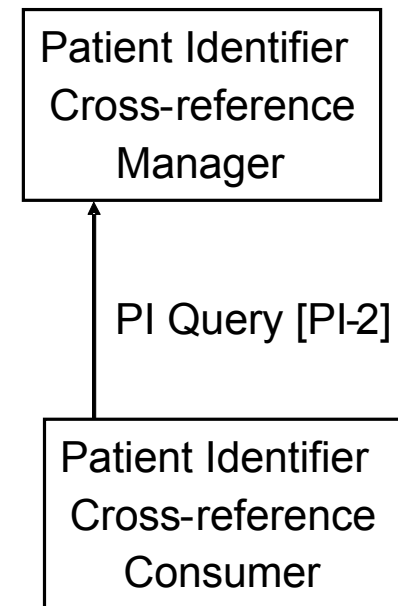 Patient Identifier
Cross-reference
Manager
PI Query [PI-2]
Patient Identifier
Cross-reference
Consumer